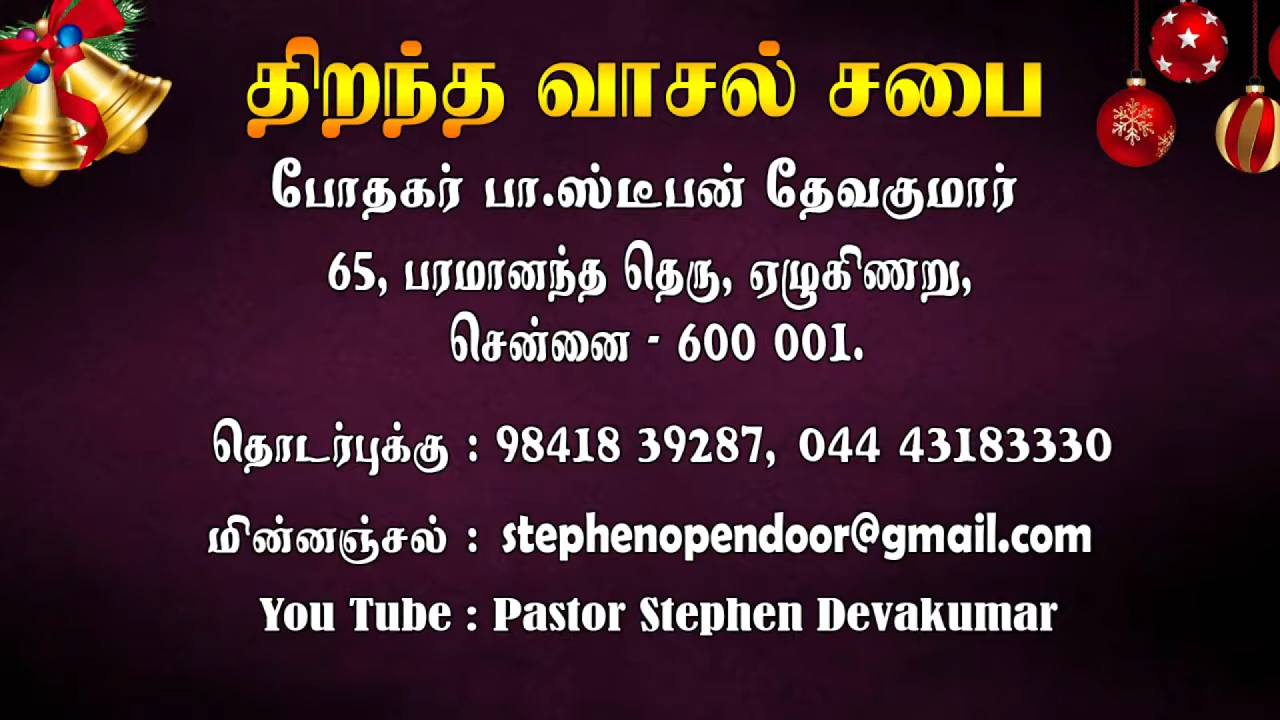 திறந்த வாசல் சபை
போதகர் பா.ஸ்டீபன் தேவகுமார்
65, பரமானந்த தெரு, ஏழுகிணறு,
சென்னை - 600 001.
தொடர்புக்கு : 98418 39287, 044 43183330
மின்னஞ்சல் : stephenopendoor@gmail.com
You Tube : Pastor Stephen Devakumar